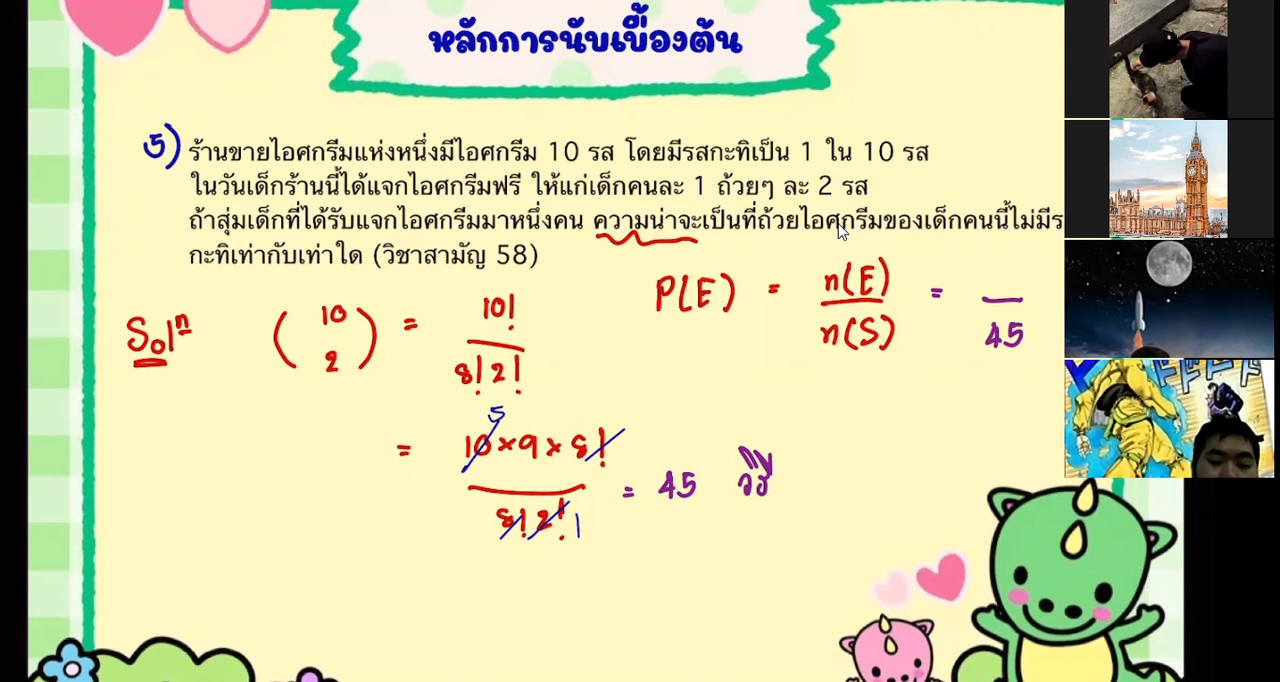 หลักการนับเบื้องต้น
5) ร้านขายไอศกรีมแห่งหนึ่งมีไอศกรีม 10 รส โดยมีรสกะทิเป็น 1 ใน 10 รส
ในวันเด็กร้านนี้ได้แจกไอศกรีมฟรี ให้แก่เด็กคนละ 1 ถ้วยๆ ละ 2 รส
ถ้าสุ่มเด็กที่ได้รับแจกไอศกรีมมาหนึ่งคน ความน่าจะเป็นที่ถ้วยไอศกรีมของเด็กคนนี้ไม่มีร
กะทิเท่ากับเท่าใด (วิชาสามัญ 58)
P(E) = n(E) / n(S) = — / 45
Solⁿ (10 2) = 10! / 8! 2!
= 10 × 9 × 8! / 8! 2! = 45 วิธี
5
1
ドドド